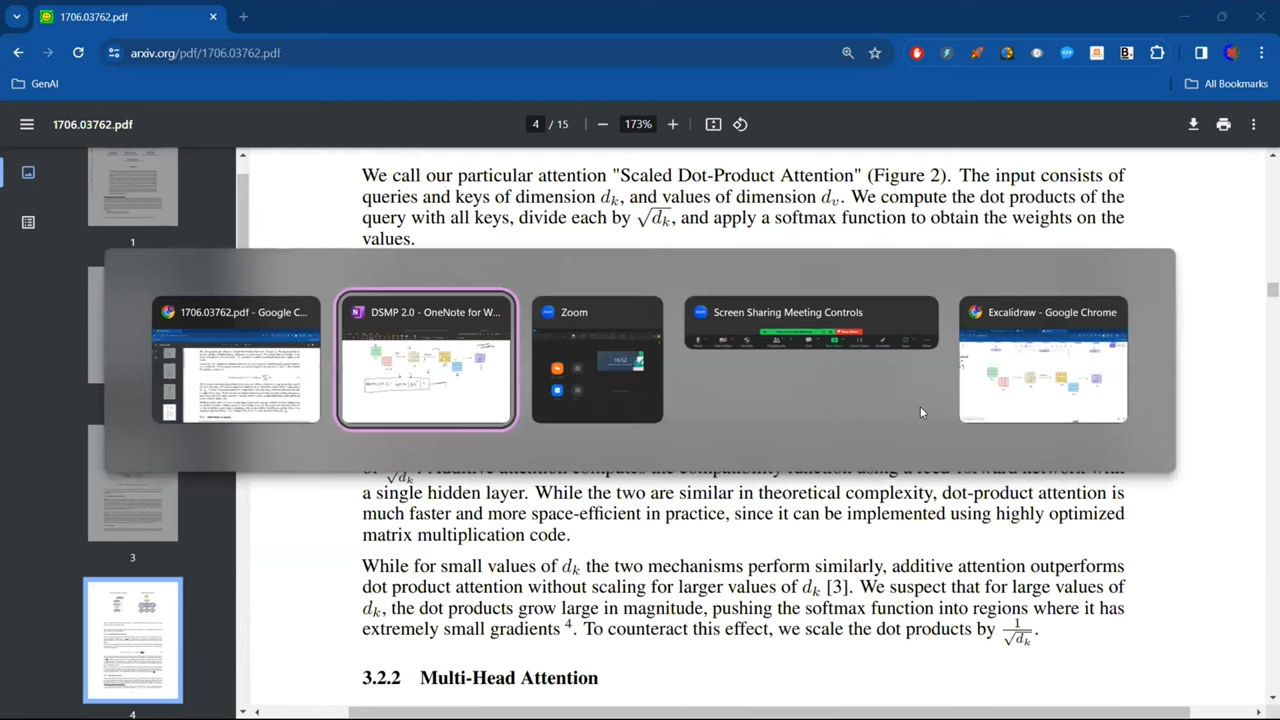 1706.03762.pdf
arxiv.org/pdf/1706.03762.pdf
GenAI
All Bookmarks
1706.03762.pdf
4 / 15
173%
1
3
4
We call our particular attention "Scaled Dot-Product Attention" (Figure 2). The input consists of
queries and keys of dimension dₖ, and values of dimension dᵥ. We compute the dot products of the
query with all keys, divide each by √dₖ, and apply a softmax function to obtain the weights on the
values.
1706.03762.pdf - Google C...
DSMP 2.0 - OneNote for W...
Zoom
Screen Sharing Meeting Controls
Excalidraw - Google Chrome
16:52
a single hidden layer. While the two are similar in theoretical complexity, dot-product attention is
much faster and more space-efficient in practice, since it can be implemented using highly optimized
matrix multiplication code.
While for small values of dₖ the two mechanisms perform similarly, additive attention outperforms
dot product attention without scaling for larger values of dₖ [3]. We suspect that for large values of
dₖ, the dot products grow large in magnitude, pushing the softmax function into regions where it has
extremely small gradients ⁴. To counteract this effect, we scale the dot products by 1/√dₖ.
3.2.2 Multi-Head Attention